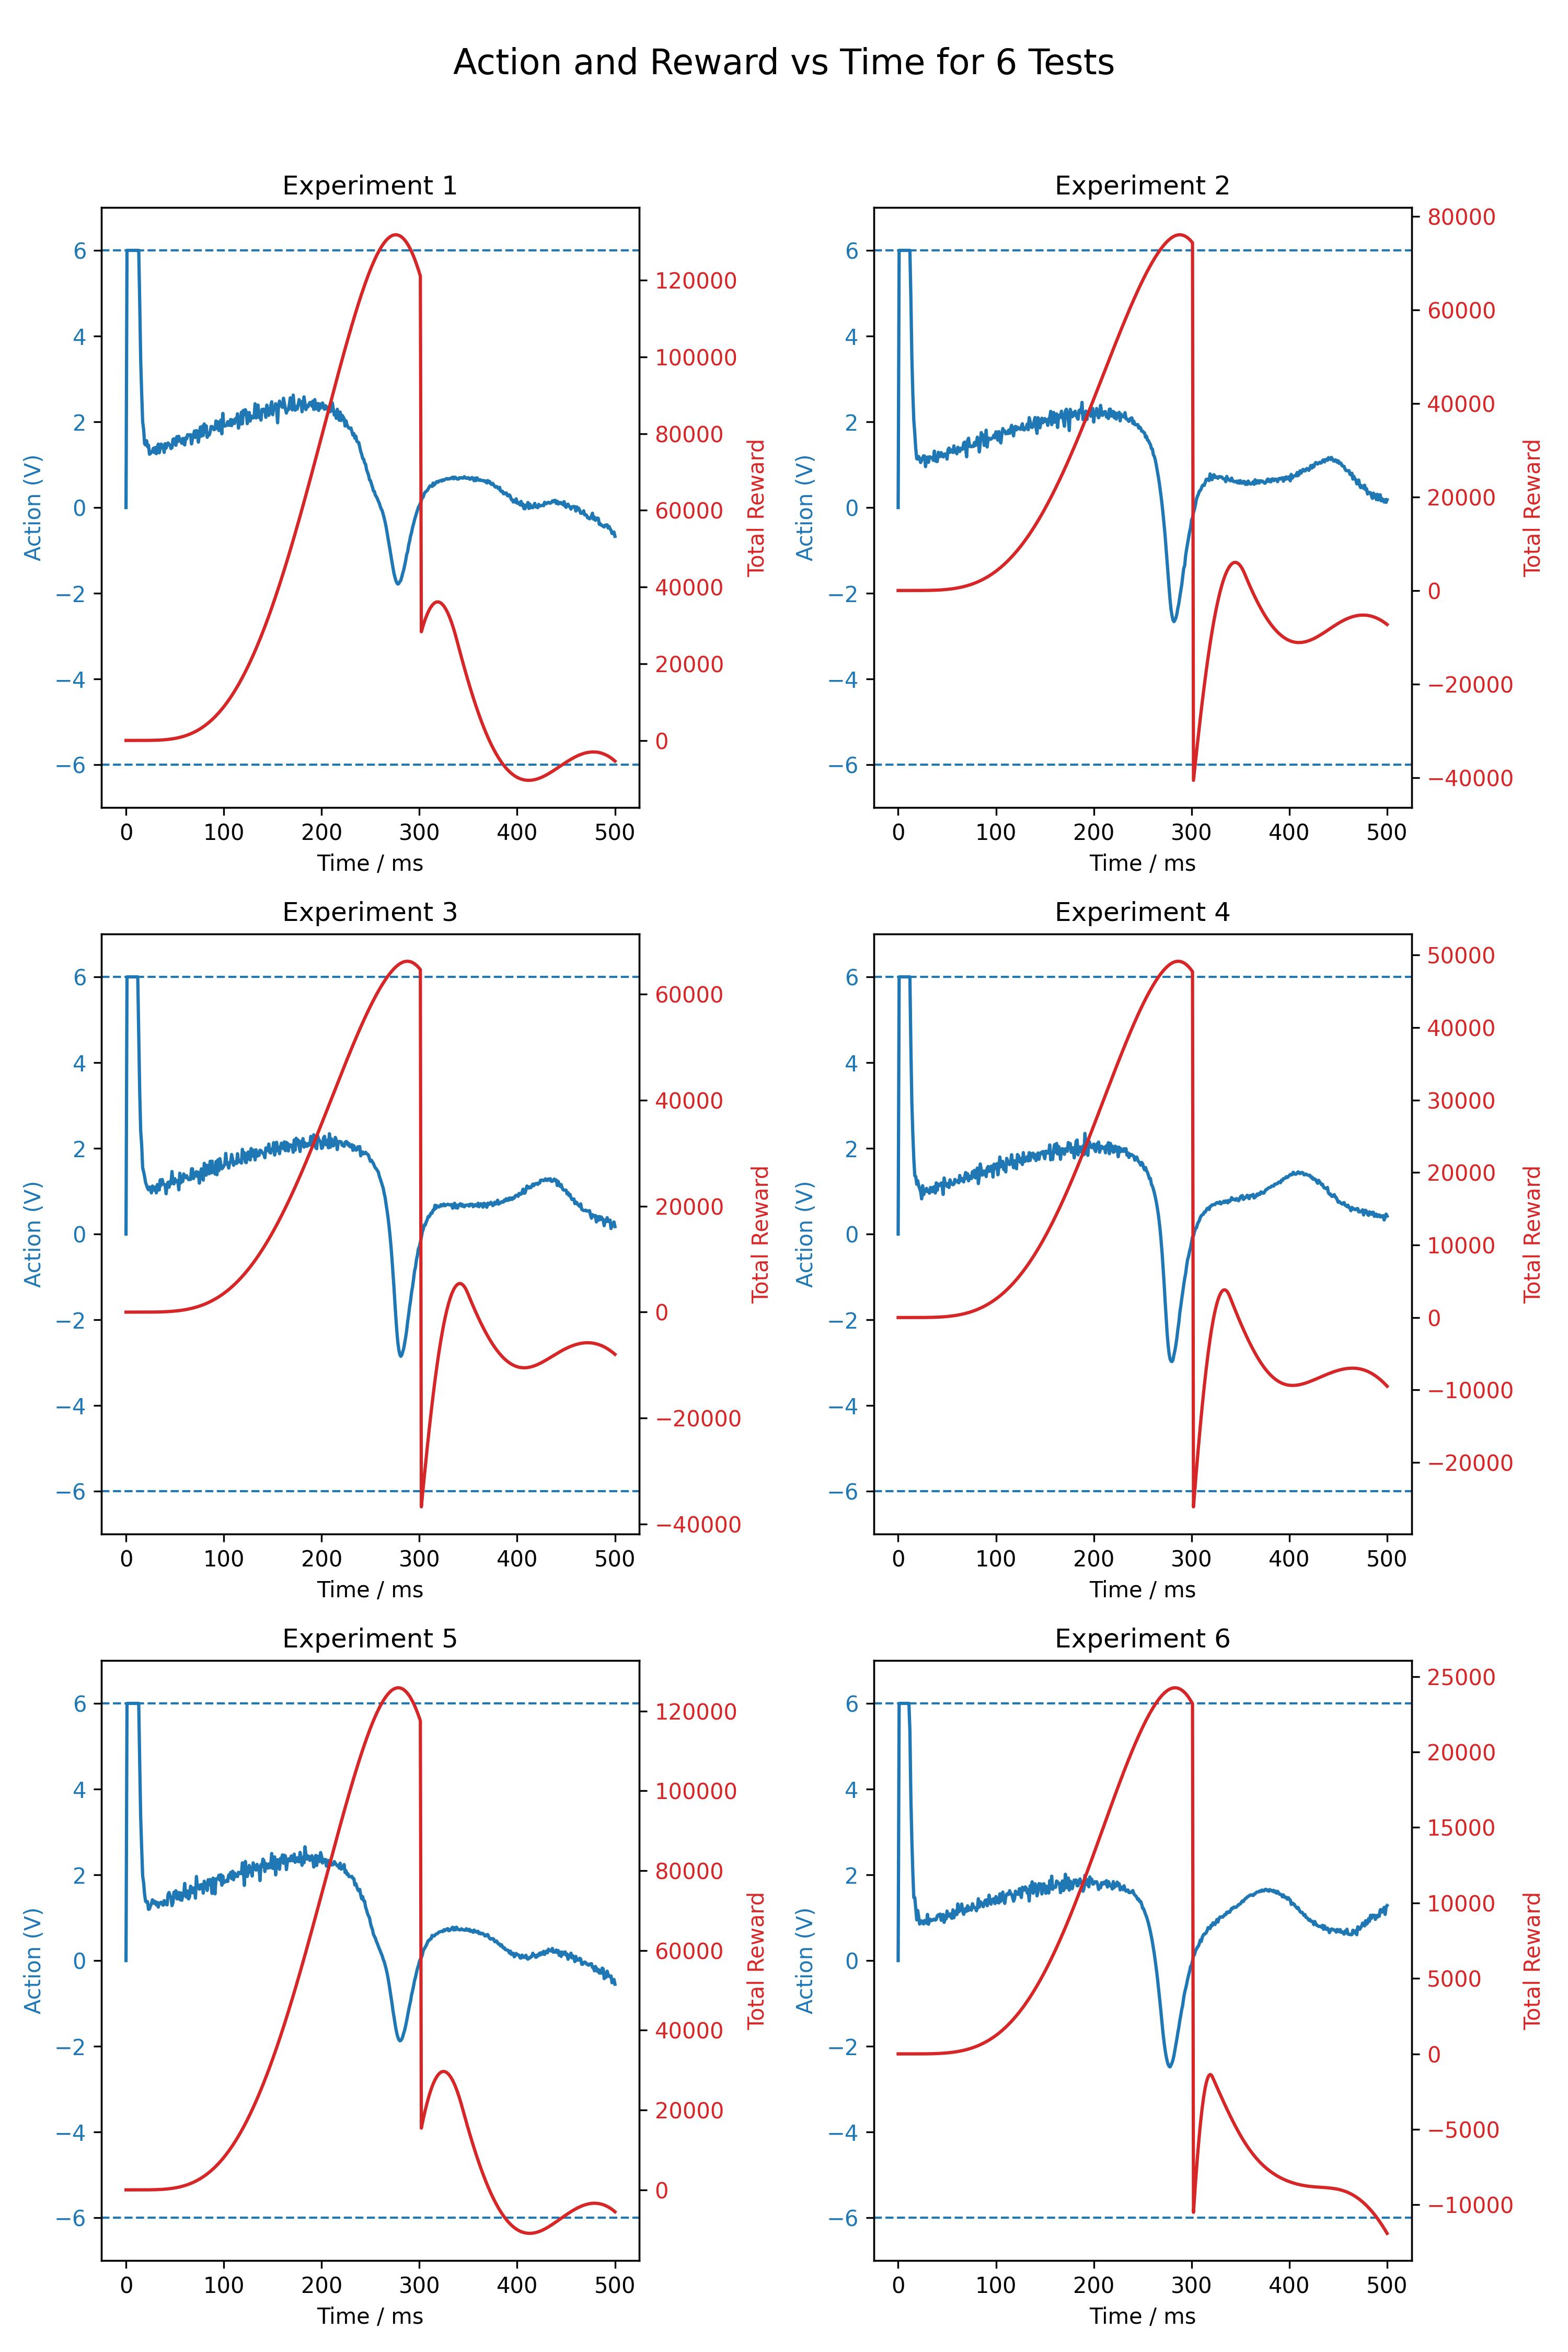 Action and Reward vs Time for 6 Tests
Experiment 1
6
4
2
0
−2
−4
−6
Action (V)
120000
100000
80000
60000
40000
20000
0
Total Reward
0 100 200 300 400 500
Time / ms
Experiment 2
6
4
2
0
−2
−4
−6
Action (V)
80000
60000
40000
20000
0
−20000
−40000
Total Reward
0 100 200 300 400 500
Time / ms
Experiment 3
6
4
2
0
−2
−4
−6
Action (V)
60000
40000
20000
0
−20000
−40000
Total Reward
0 100 200 300 400 500
Time / ms
Experiment 4
6
4
2
0
−2
−4
−6
Action (V)
50000
40000
30000
20000
10000
0
−10000
−20000
Total Reward
0 100 200 300 400 500
Time / ms
Experiment 5
6
4
2
0
−2
−4
−6
Action (V)
120000
100000
80000
60000
40000
20000
0
Total Reward
0 100 200 300 400 500
Time / ms
Experiment 6
6
4
2
0
−2
−4
−6
Action (V)
25000
20000
15000
10000
5000
0
−5000
−10000
Total Reward
0 100 200 300 400 500
Time / ms